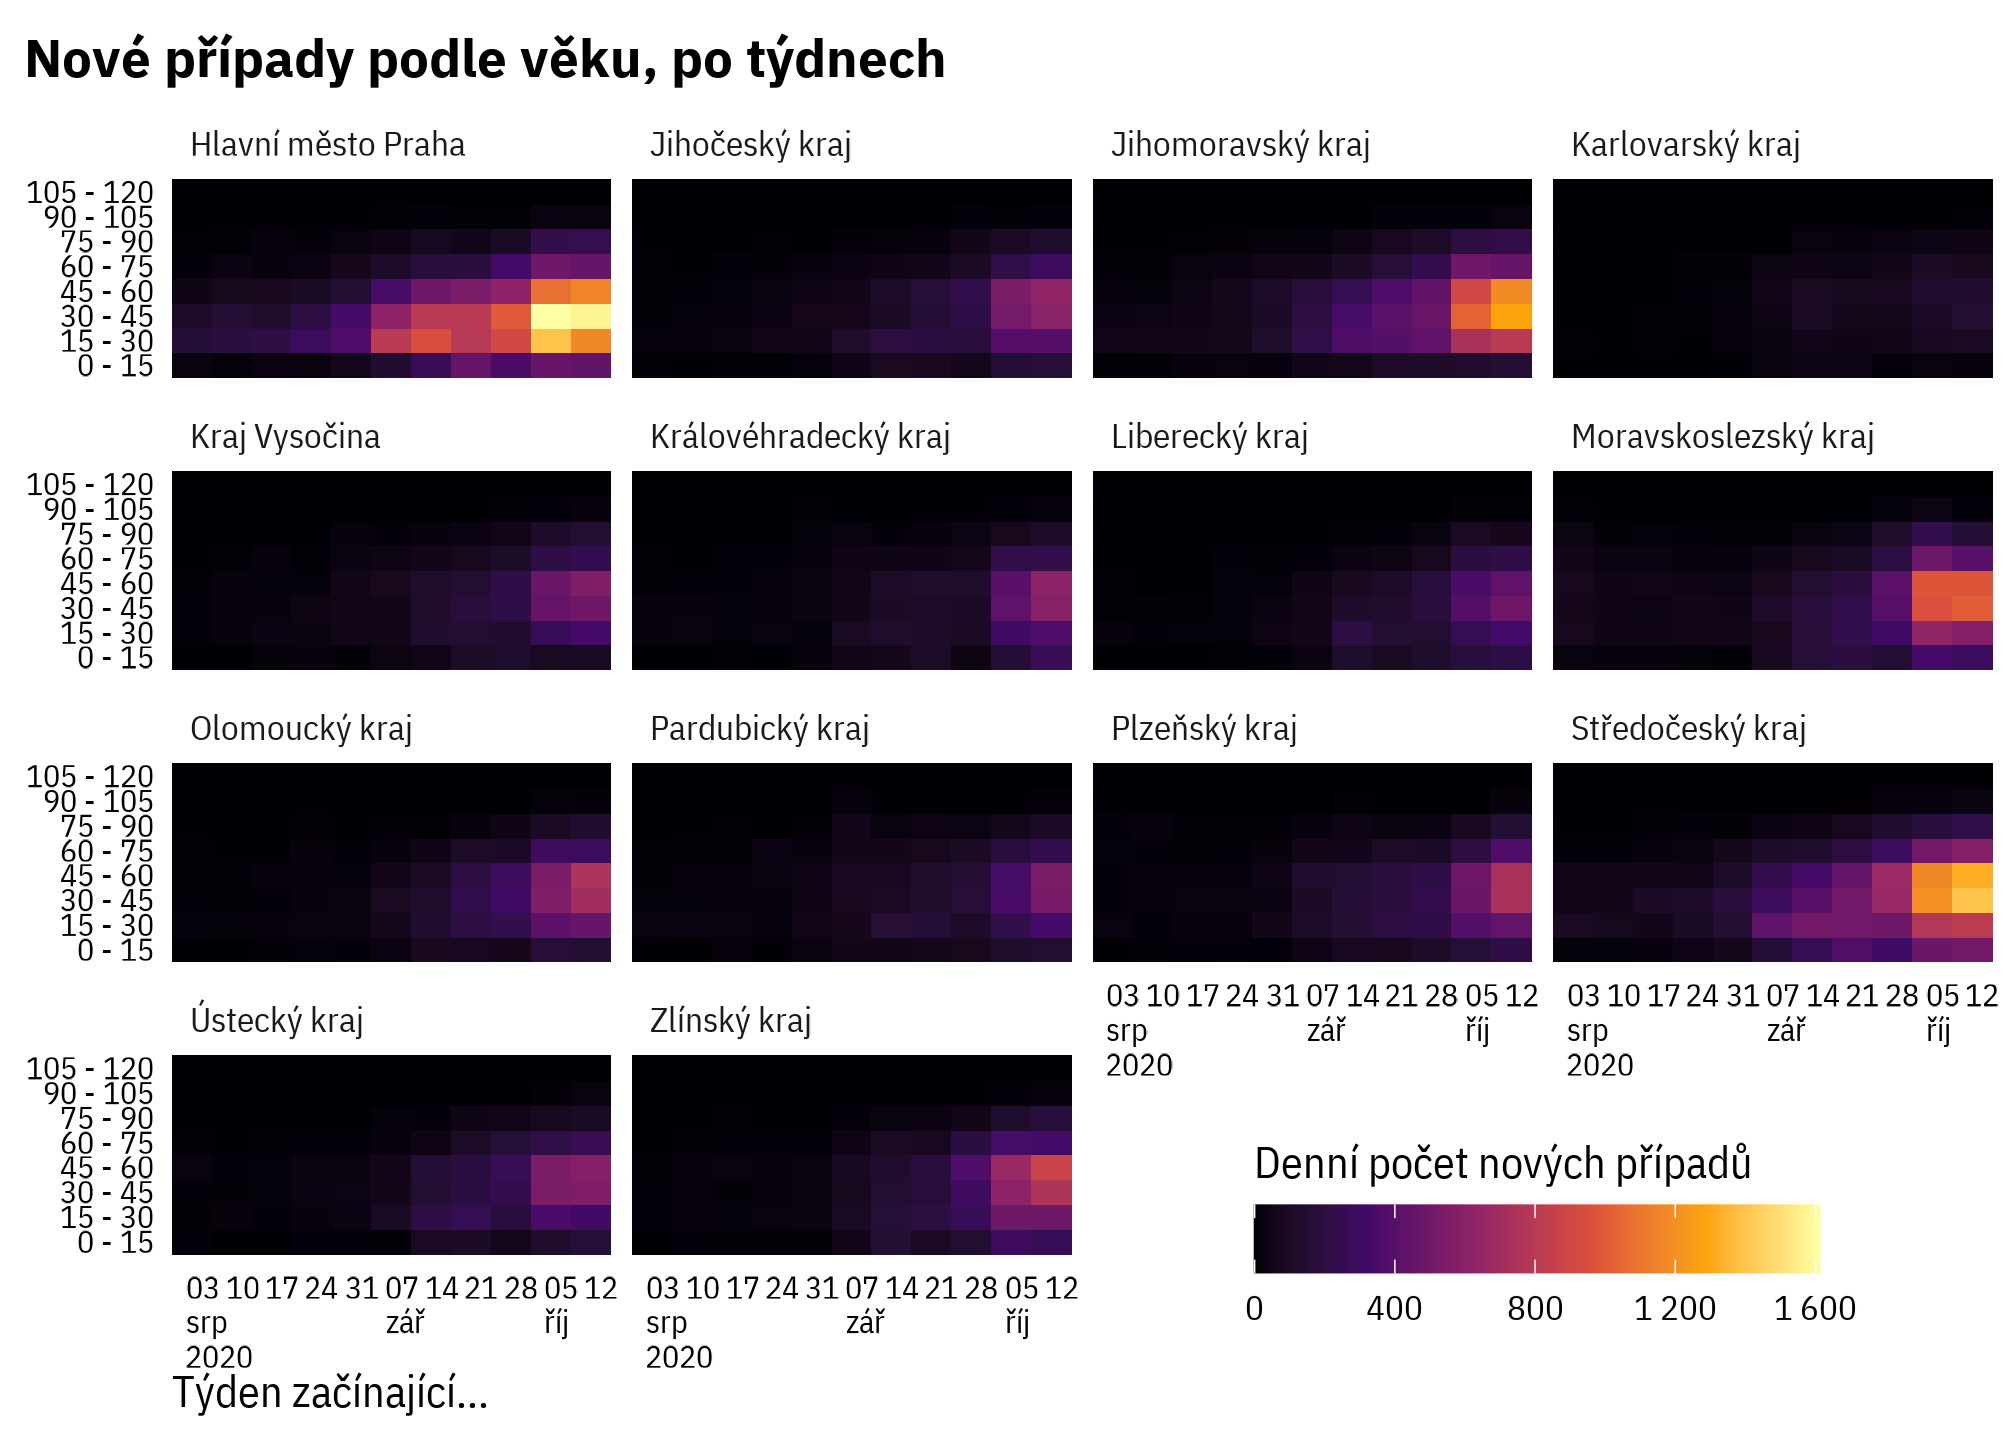 Nové případy podle věku, po týdnech
Hlavní město Praha
Jihočeský kraj
Jihomoravský kraj
Karlovarský kraj
105 - 120
90 - 105
75 - 90
60 - 75
45 - 60
30 - 45
15 - 30
0 - 15
Kraj Vysočina
Královéhradecký kraj
Liberecký kraj
Moravskoslezský kraj
105 - 120
90 - 105
75 - 90
60 - 75
45 - 60
30 - 45
15 - 30
0 - 15
Olomoucký kraj
Pardubický kraj
Plzeňský kraj
Středočeský kraj
105 - 120
90 - 105
75 - 90
60 - 75
45 - 60
30 - 45
15 - 30
0 - 15
03 10 17 24 31 07 14 21 28 05 12
srp zář říj
2020
03 10 17 24 31 07 14 21 28 05 12
srp zář říj
2020
Ústecký kraj
Zlínský kraj
105 - 120
90 - 105
75 - 90
60 - 75
45 - 60
30 - 45
15 - 30
0 - 15
03 10 17 24 31 07 14 21 28 05 12
srp zář říj
2020
03 10 17 24 31 07 14 21 28 05 12
srp zář říj
2020
Týden začínající...
Denní počet nových případů
0 400 800 1 200 1 600